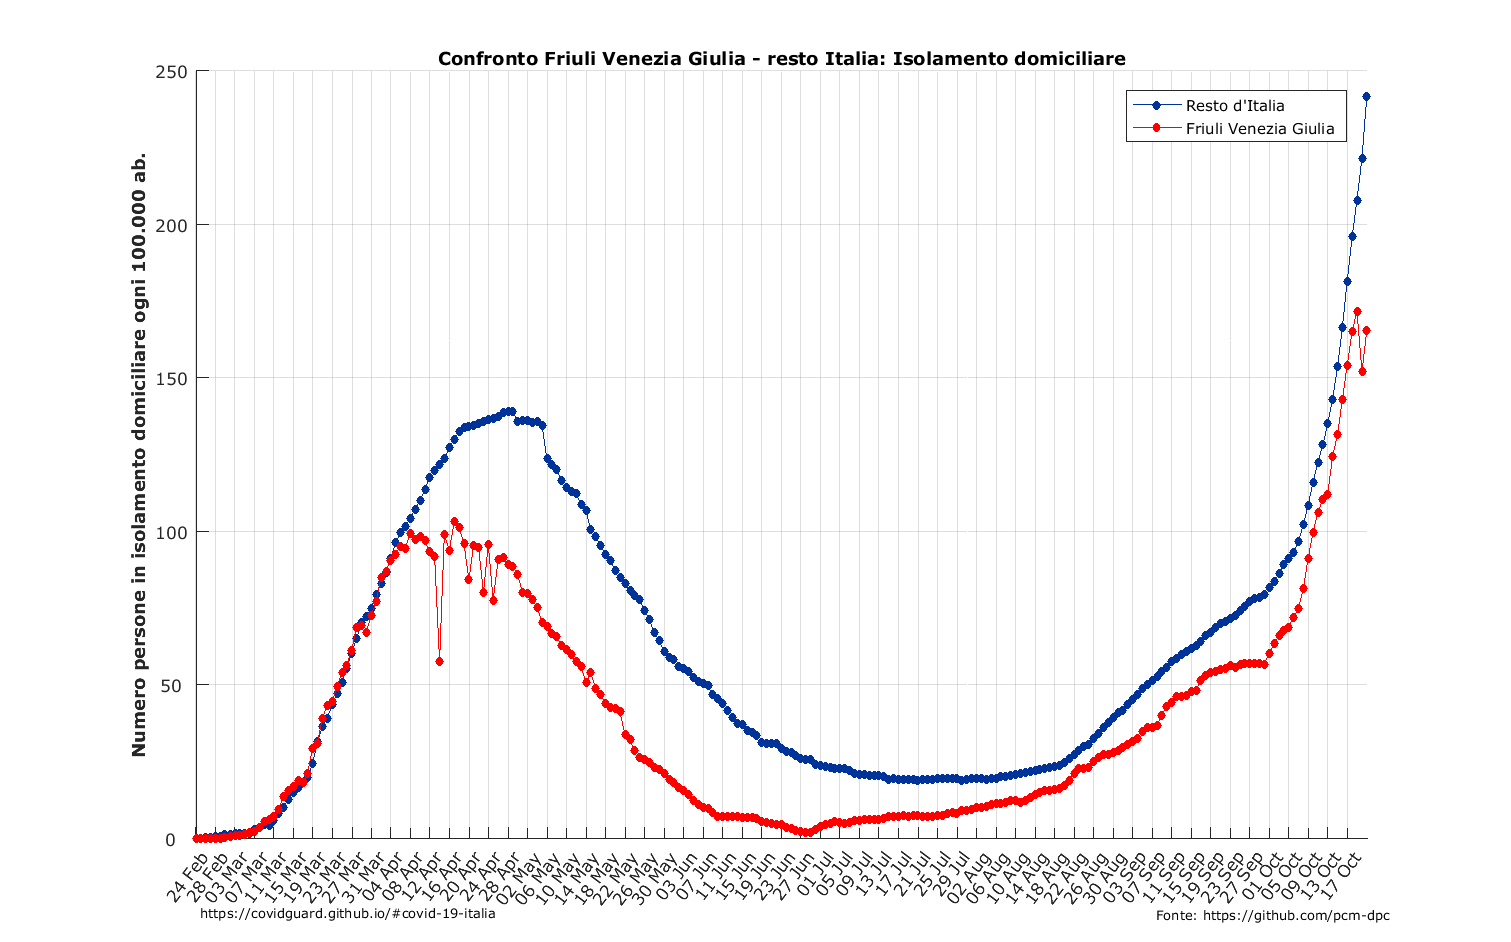 Confronto Friuli Venezia Giulia - resto Italia: Isolamento domiciliare
Numero persone in isolamento domiciliare ogni 100.000 ab.
250
200
150
100
50
0
Resto d'Italia
Friuli Venezia Giulia
24 Feb
28 Feb
03 Mar
07 Mar
11 Mar
15 Mar
19 Mar
23 Mar
27 Mar
31 Mar
04 Apr
08 Apr
12 Apr
16 Apr
20 Apr
24 Apr
28 Apr
02 May
06 May
10 May
14 May
18 May
22 May
26 May
30 May
03 Jun
07 Jun
11 Jun
15 Jun
19 Jun
23 Jun
27 Jun
01 Jul
05 Jul
09 Jul
13 Jul
17 Jul
21 Jul
25 Jul
29 Jul
02 Aug
06 Aug
10 Aug
14 Aug
18 Aug
22 Aug
26 Aug
30 Aug
03 Sep
07 Sep
11 Sep
15 Sep
19 Sep
23 Sep
27 Sep
01 Oct
05 Oct
09 Oct
13 Oct
17 Oct
https://covidguard.github.io/#covid-19-italia
Fonte: https://github.com/pcm-dpc